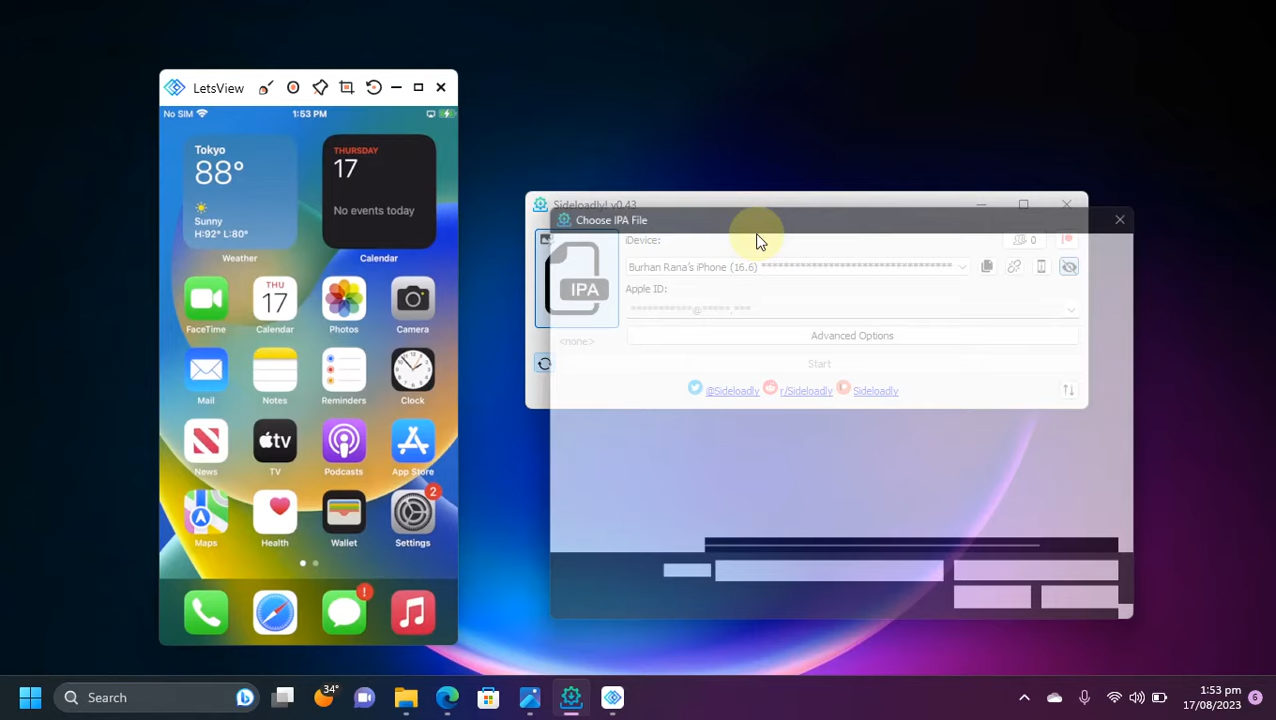 LetsView
No SIM
1:53 PM
Tokyo
88°
Sunny
H:92° L:80°
THURSDAY
17
No events today
Weather
Calendar
THU
17
FaceTime
Calendar
Photos
Camera
Mail
Notes
Reminders
Clock
tv
News
TV
Podcasts
App Store
2
Maps
Health
Wallet
Settings
!
Sideloadly! v0.43
Choose IPA File
IPA
<none>
iDevice:
0
Burhan Rana's iPhone (16.6) ***********************************
Apple ID:
***********@*****.***
Advanced Options
Start
@Sideloadly
r/Sideloadly
Sideloadly
Search
34°
1:53 pm
17/08/2023
6